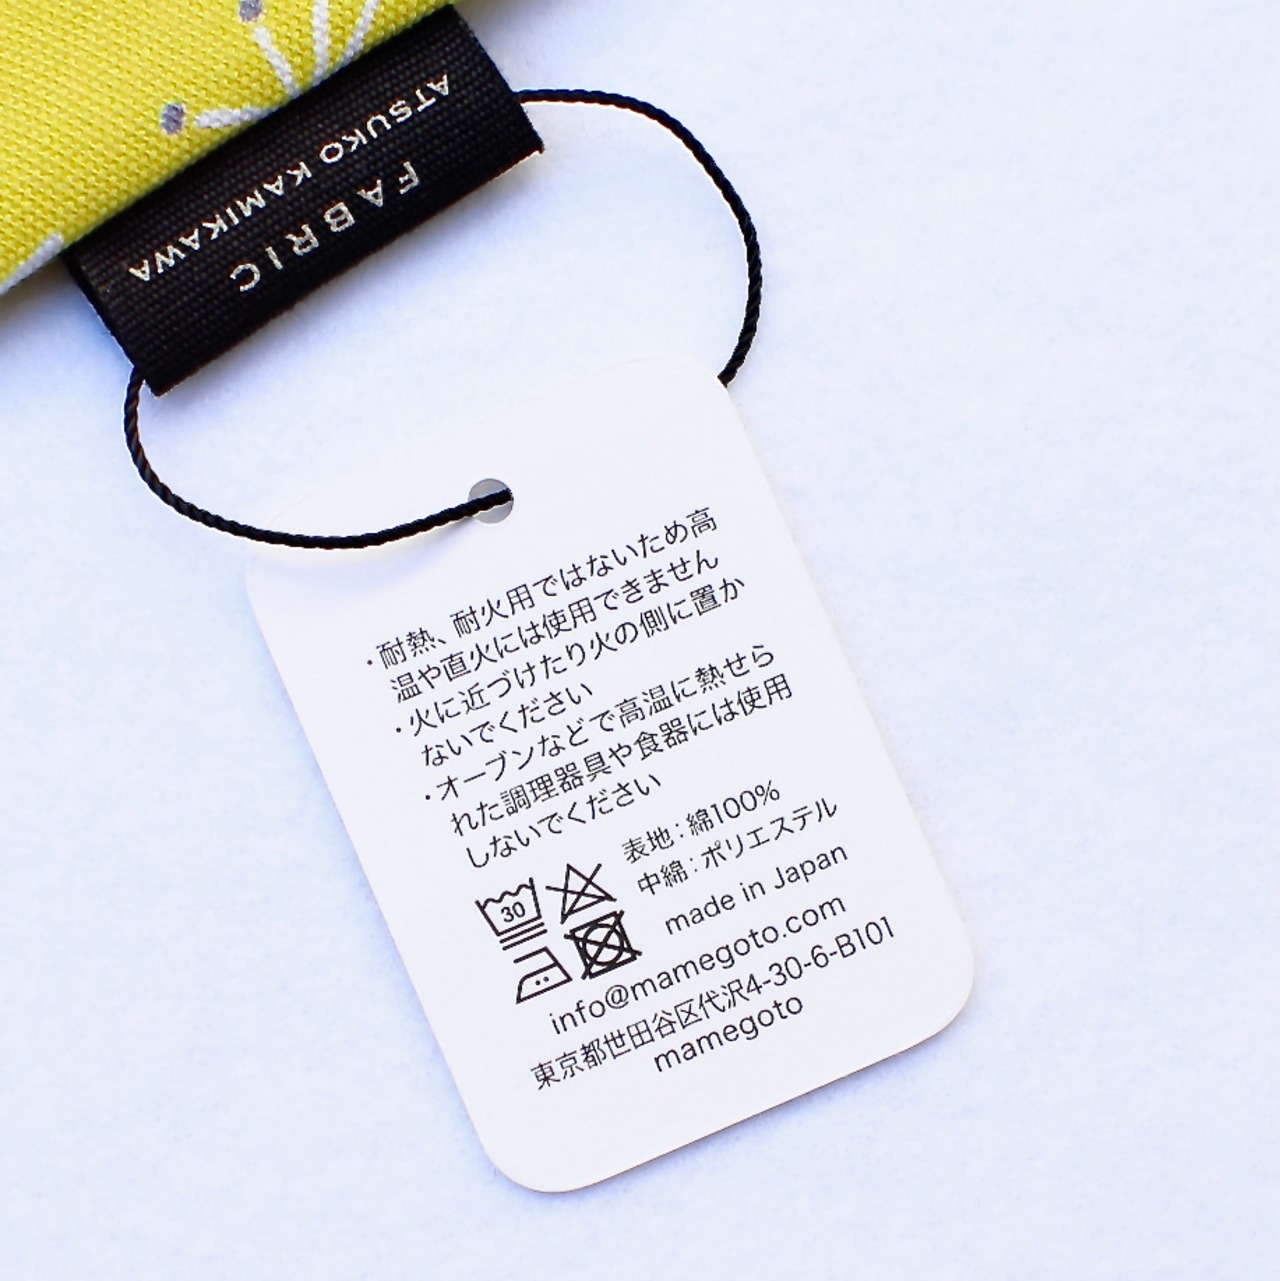 FABRIC
ATSUKO KAMIKAWA
・耐熱、耐火用ではないため高
温や直火には使用できません
・火に近づけたり火の側に置か
ないでください
・オーブンなどで高温に熱せら
れた調理器具や食器には使用
しないでください
表地:綿100%
中綿:ポリエステル
30
made in Japan
info@mamegoto.com
東京都世田谷区代沢4-30-6-B101
mamegoto